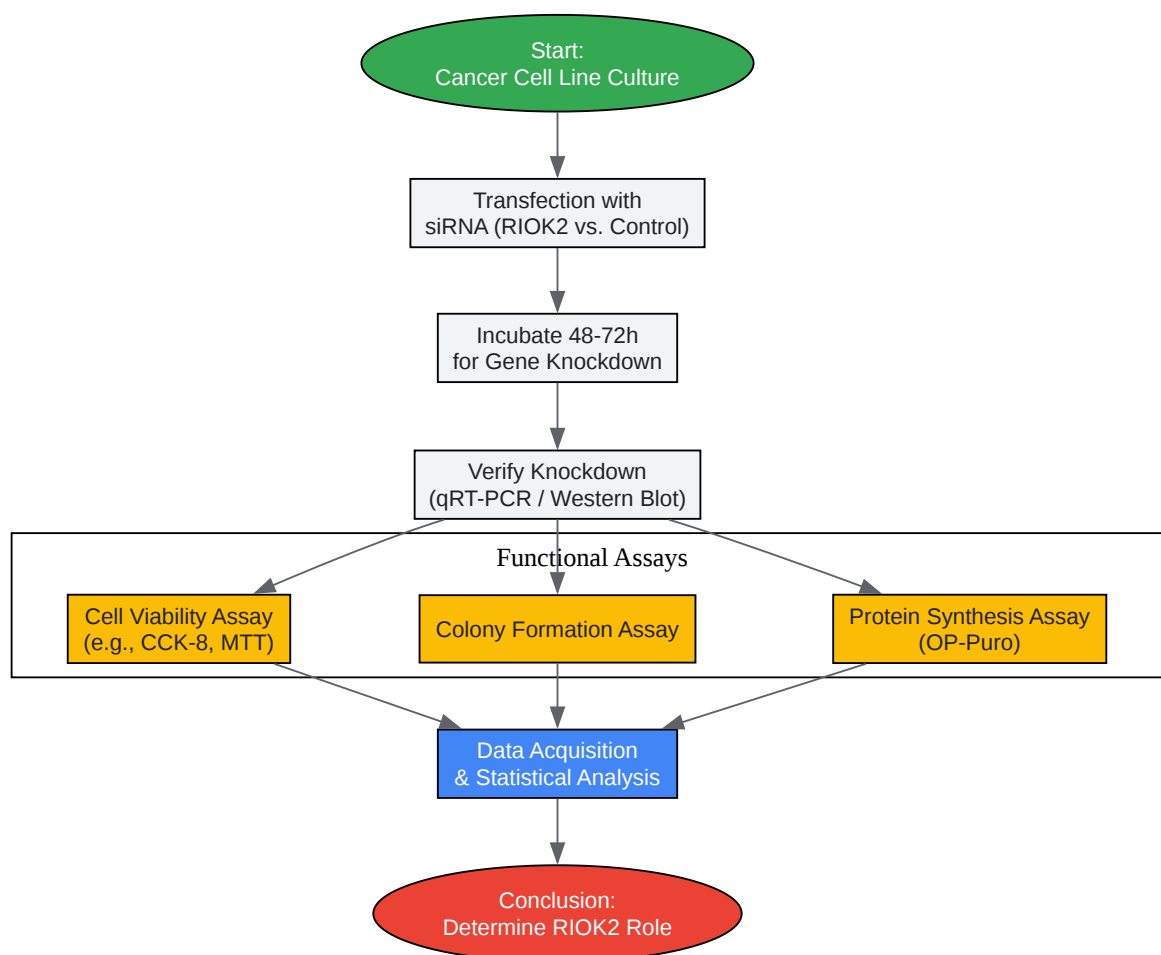 Start:
Cancer Cell Line Culture
Transfection with
siRNA (RIOK2 vs. Control)
Incubate 48-72h
for Gene Knockdown
Verify Knockdown
(qRT-PCR / Western Blot)
Functional Assays
Cell Viability Assay
(e.g., CCK-8, MTT)
Colony Formation Assay
Protein Synthesis Assay
(OP-Puro)
Data Acquisition
& Statistical Analysis
Conclusion:
Determine RIOK2 Role